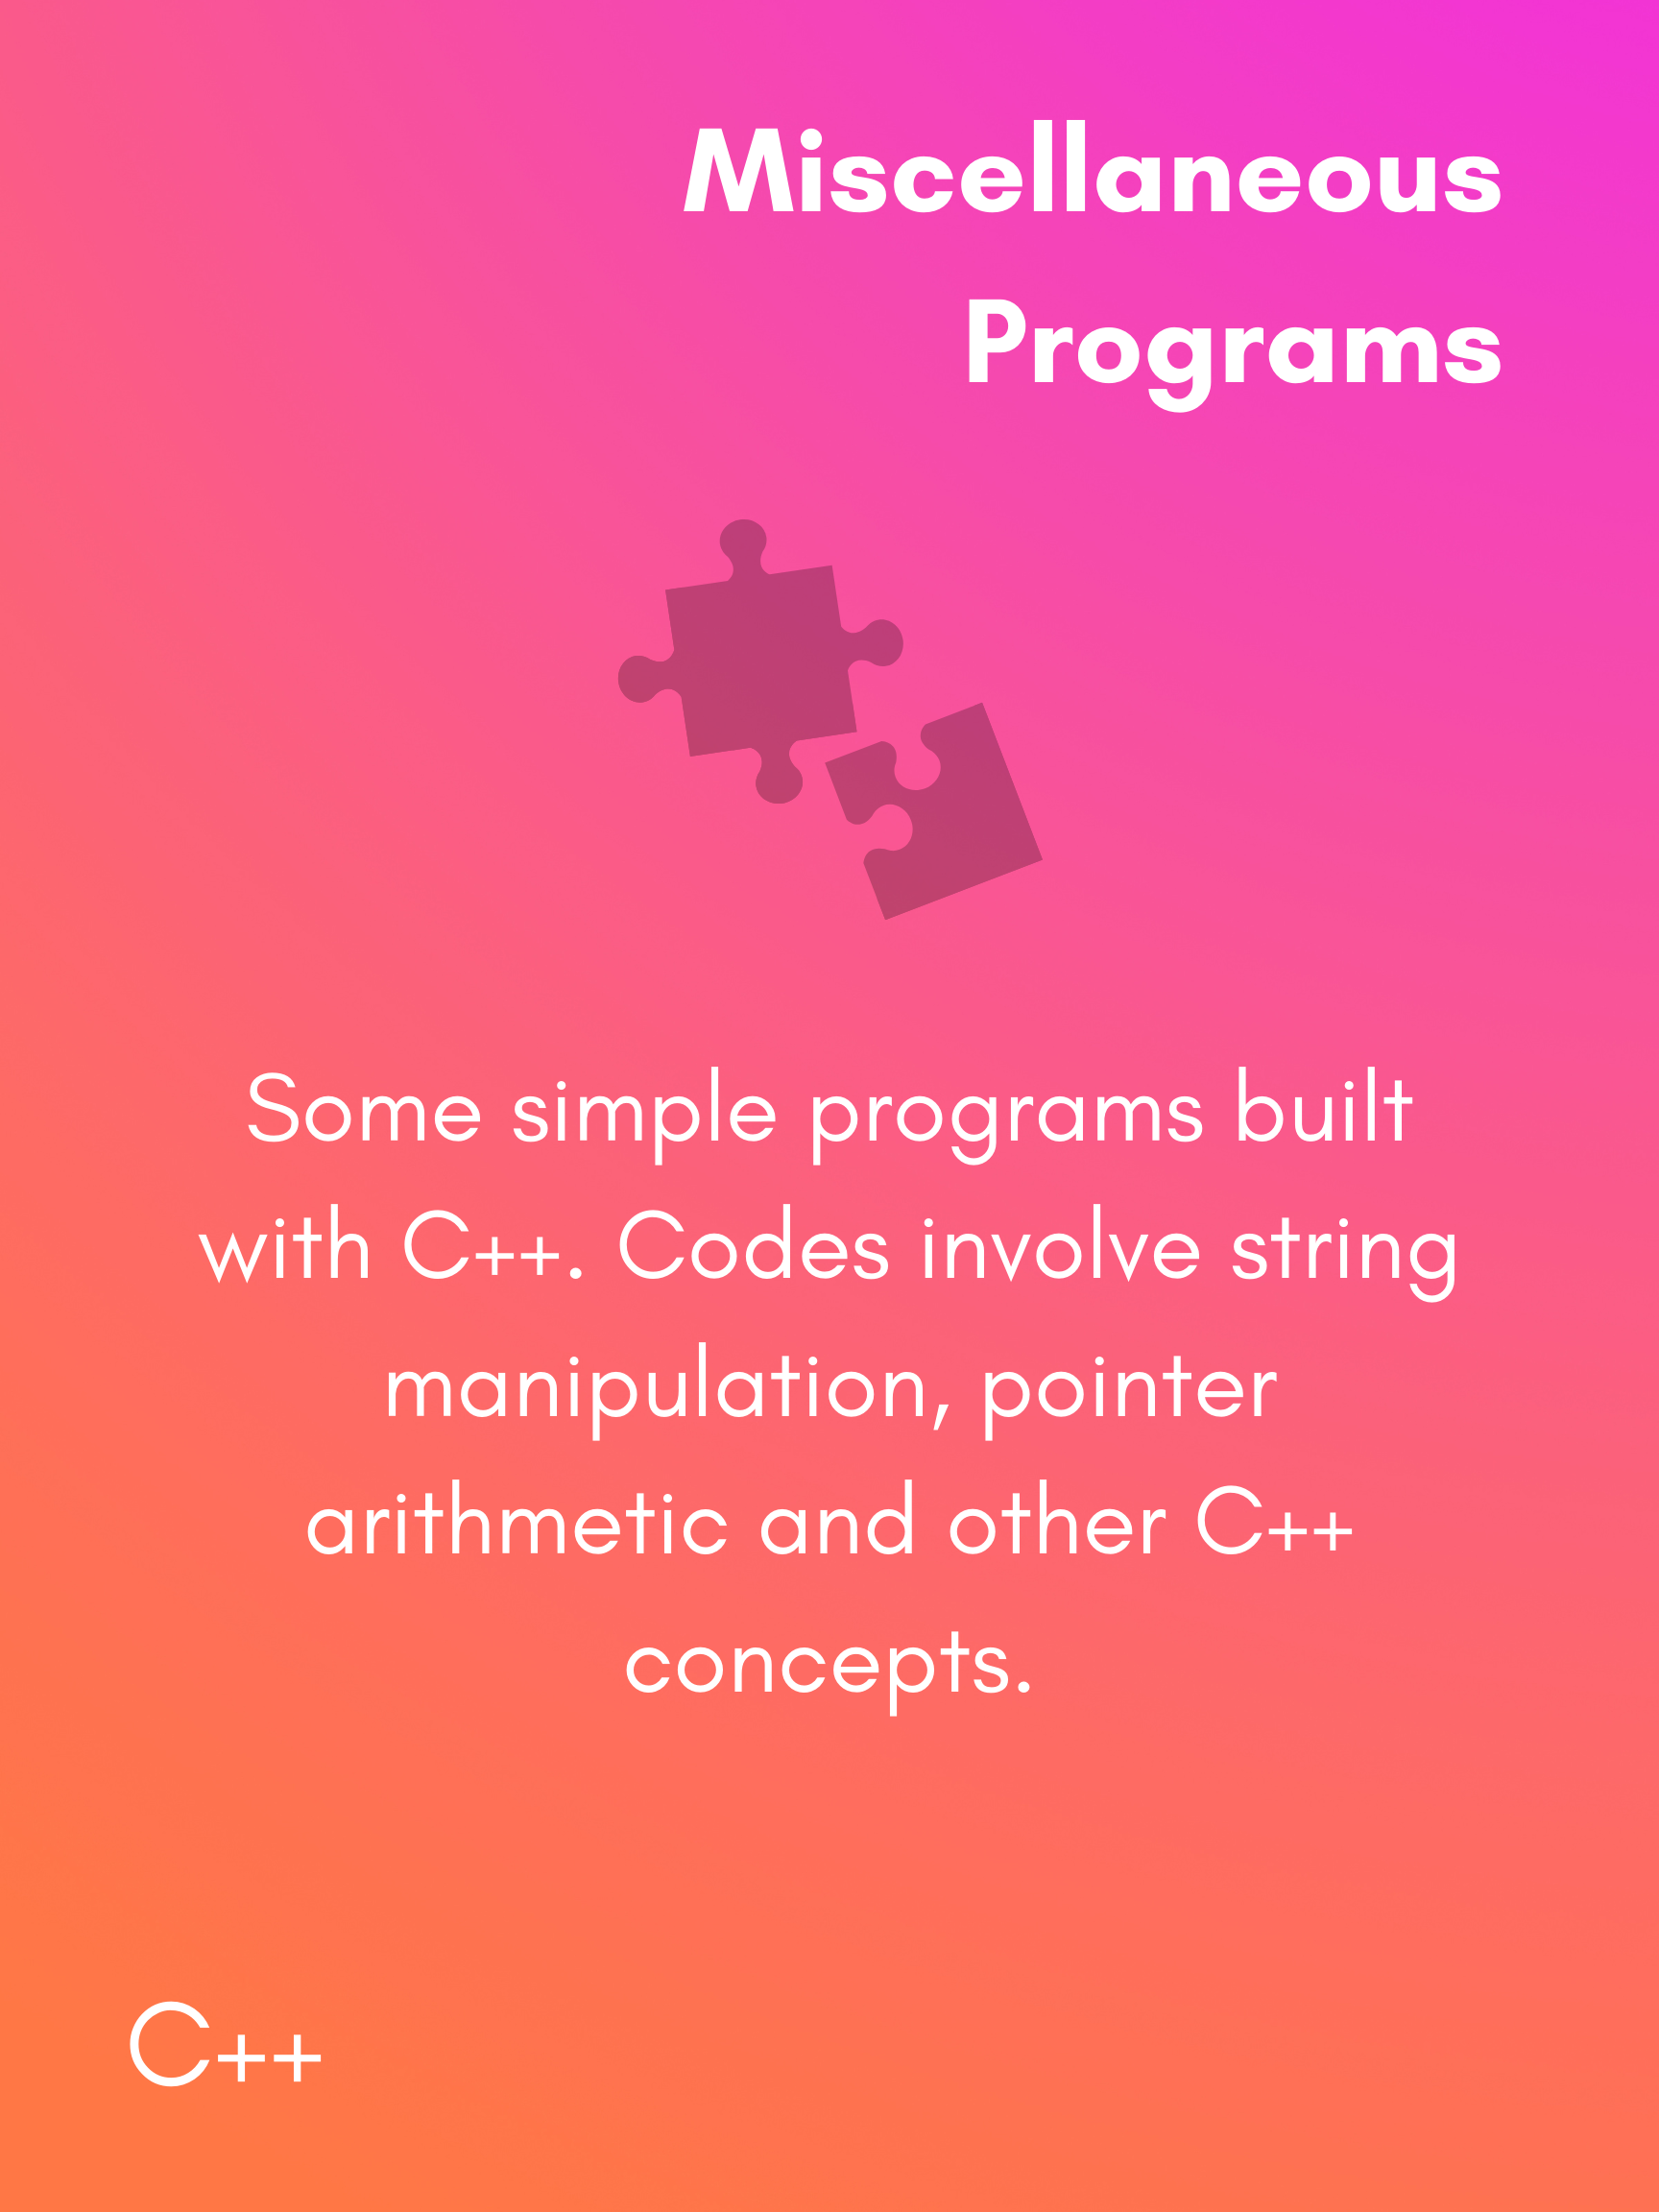 Miscellaneous
Programs
Some simple programs built
with C++. Codes involve string
manipulation, pointer
arithmetic and other C++
concepts.
C++